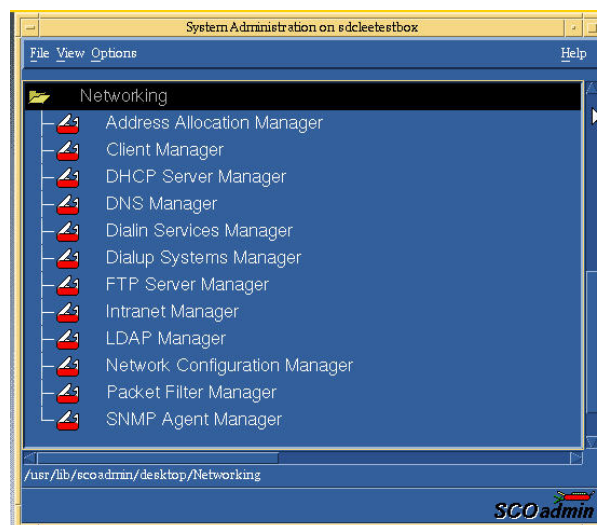 System Administration on sdcleetestbox
File View Options Help
Networking
Address Allocation Manager
Client Manager
DHCP Server Manager
DNS Manager
Dialin Services Manager
Dialup Systems Manager
FTP Server Manager
Intranet Manager
LDAP Manager
Network Configuration Manager
Packet Filter Manager
SNMP Agent Manager
/usr/lib/scoadmin/desktop/Networking
SCOadmin